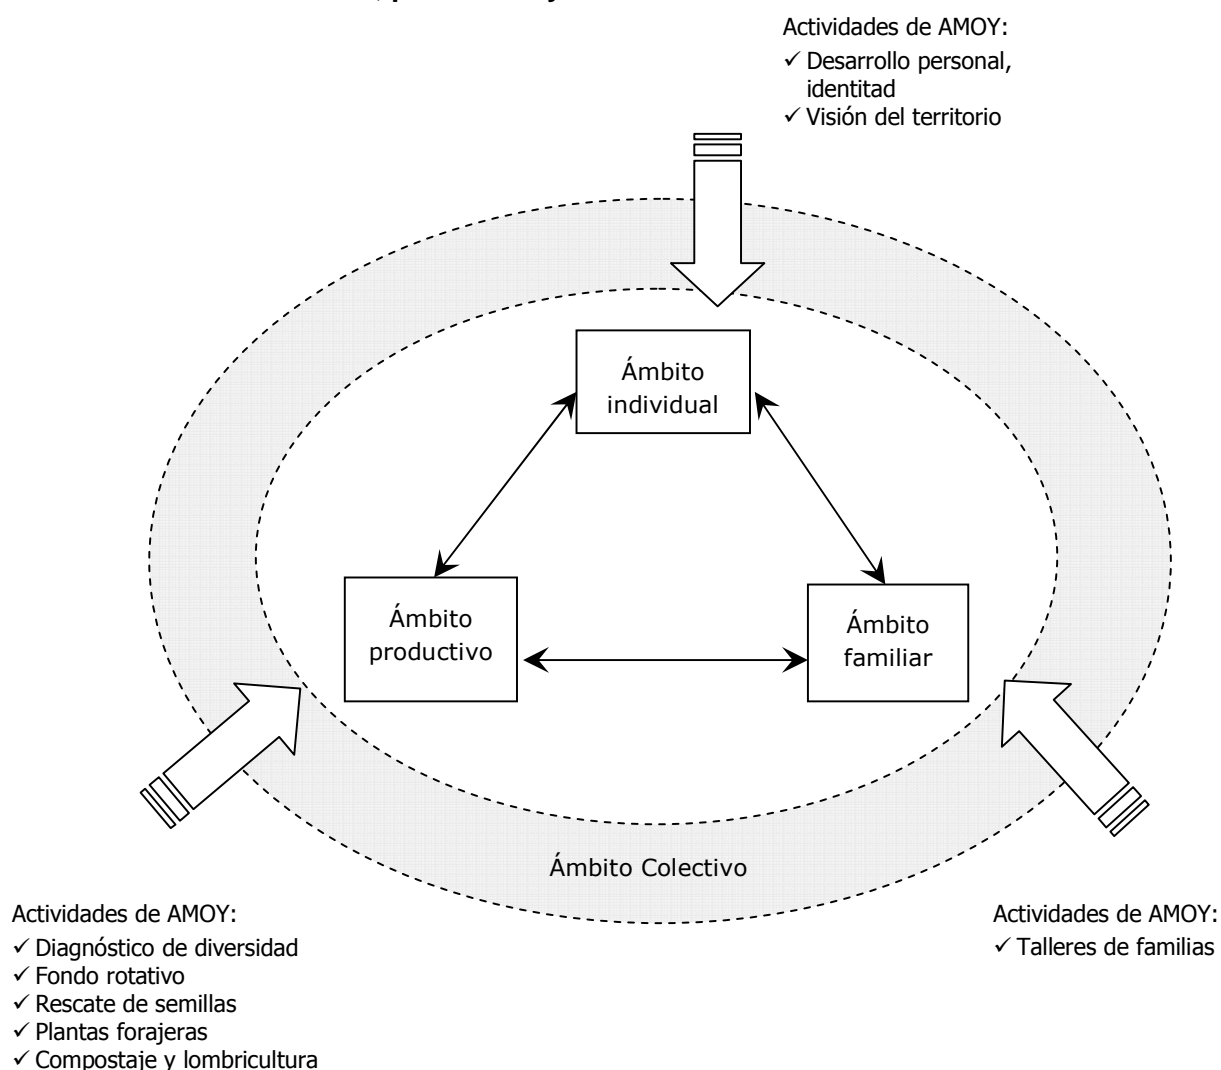 Actividades de AMOY:
✓ Desarrollo personal,
identitad
✓ Visión del territorio
Ámbito
individual
Ámbito
productivo
Ámbito
familiar
Ámbito Colectivo
Actividades de AMOY:
✓ Diagnóstico de diversidad
✓ Fondo rotativo
✓ Rescate de semillas
✓ Plantas forajeras
✓ Compostaje y lombricultura
Actividades de AMOY:
✓ Talleres de familias